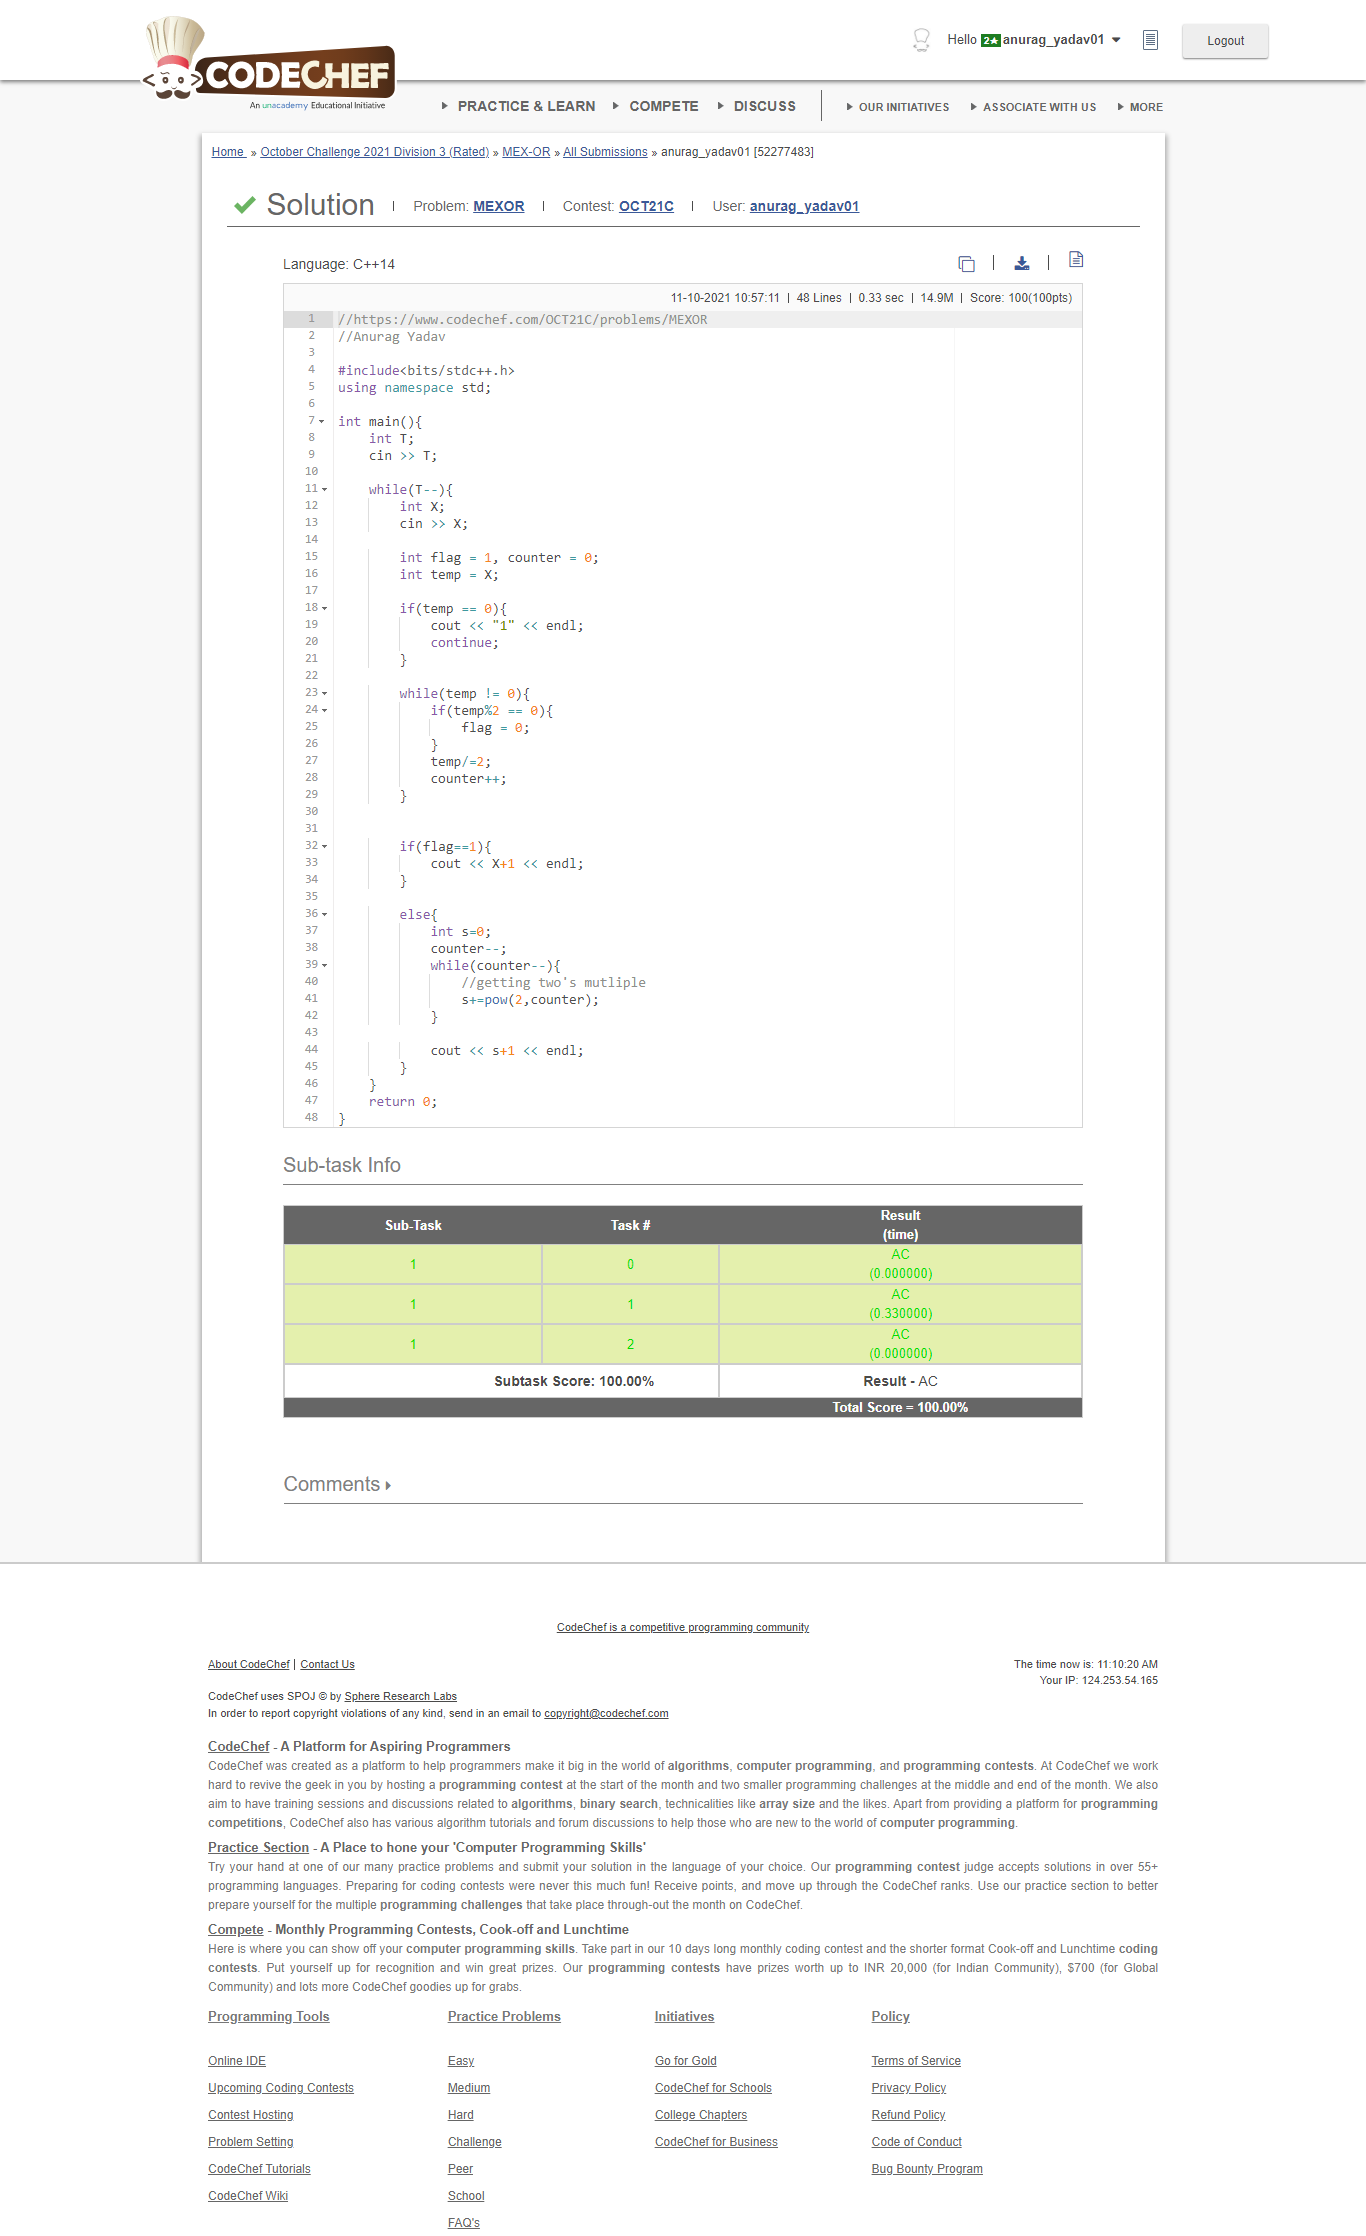 CODECHEF
An unacademy Educational Initiative
Hello 2★ anurag_yadav01
Logout
PRACTICE & LEARN COMPETE DISCUSS OUR INITIATIVES ASSOCIATE WITH US MORE
Home » October Challenge 2021 Division 3 (Rated) » MEX-OR » All Submissions » anurag_yadav01 [52277483]
Solution | Problem: MEXOR | Contest: OCT21C | User: anurag_yadav01
Language: C++14
11-10-2021 10:57:11 | 48 Lines | 0.33 sec | 14.9M | Score: 100(100pts)
1 //https://www.codechef.com/OCT21C/problems/MEXOR
2 //Anurag Yadav
3
4 #include<bits/stdc++.h>
5 using namespace std;
6
7 int main(){
8 int T;
9 cin >> T;
10
11 while(T--){
12 int X;
13 cin >> X;
14
15 int flag = 1, counter = 0;
16 int temp = X;
17
18 if(temp == 0){
19 cout << "1" << endl;
20 continue;
21 }
22
23 while(temp != 0){
24 if(temp%2 == 0){
25 flag = 0;
26 }
27 temp/=2;
28 counter++;
29 }
30
31
32 if(flag==1){
33 cout << X+1 << endl;
34 }
35
36 else{
37 int s=0;
38 counter--;
39 while(counter--){
40 //getting two's mutliple
41 s+=pow(2,counter);
42 }
43
44 cout << s+1 << endl;
45 }
46 }
47 return 0;
48 }
Sub-task Info
Sub-Task Task # Result
(time)
1 0 AC
(0.000000)
1 1 AC
(0.330000)
1 2 AC
(0.000000)
Subtask Score: 100.00% Result - AC
Total Score = 100.00%
Comments
CodeChef is a competitive programming community
About CodeChef | Contact Us
The time now is: 11:10:20 AM
Your IP: 124.253.54.165
CodeChef uses SPOJ © by Sphere Research Labs
In order to report copyright violations of any kind, send in an email to copyright@codechef.com
CodeChef - A Platform for Aspiring Programmers
CodeChef was created as a platform to help programmers make it big in the world of algorithms, computer programming, and programming contests. At CodeChef we work
hard to revive the geek in you by hosting a programming contest at the start of the month and two smaller programming challenges at the middle and end of the month. We also
aim to have training sessions and discussions related to algorithms, binary search, technicalities like array size and the likes. Apart from providing a platform for programming
competitions, CodeChef also has various algorithm tutorials and forum discussions to help those who are new to the world of computer programming.
Practice Section - A Place to hone your 'Computer Programming Skills'
Try your hand at one of our many practice problems and submit your solution in the language of your choice. Our programming contest judge accepts solutions in over 55+
programming languages. Preparing for coding contests were never this much fun! Receive points, and move up through the CodeChef ranks. Use our practice section to better
prepare yourself for the multiple programming challenges that take place through-out the month on CodeChef.
Compete - Monthly Programming Contests, Cook-off and Lunchtime
Here is where you can show off your computer programming skills. Take part in our 10 days long monthly coding contest and the shorter format Cook-off and Lunchtime coding
contests. Put yourself up for recognition and win great prizes. Our programming contests have prizes worth up to INR 20,000 (for Indian Community), $700 (for Global
Community) and lots more CodeChef goodies up for grabs.
Programming Tools Practice Problems Initiatives Policy
Online IDE Easy Go for Gold Terms of Service
Upcoming Coding Contests Medium CodeChef for Schools Privacy Policy
Contest Hosting Hard College Chapters Refund Policy
Problem Setting Challenge CodeChef for Business Code of Conduct
CodeChef Tutorials Peer Bug Bounty Program
CodeChef Wiki School
FAQ's